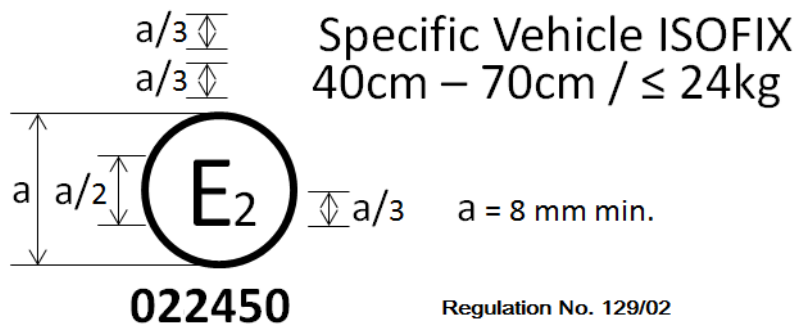 a/3 Specific Vehicle ISOFIX
a/3 40cm – 70cm / ≤ 24kg
a a/2 E2 a/3 a = 8 mm min.
022450 Regulation No. 129/02